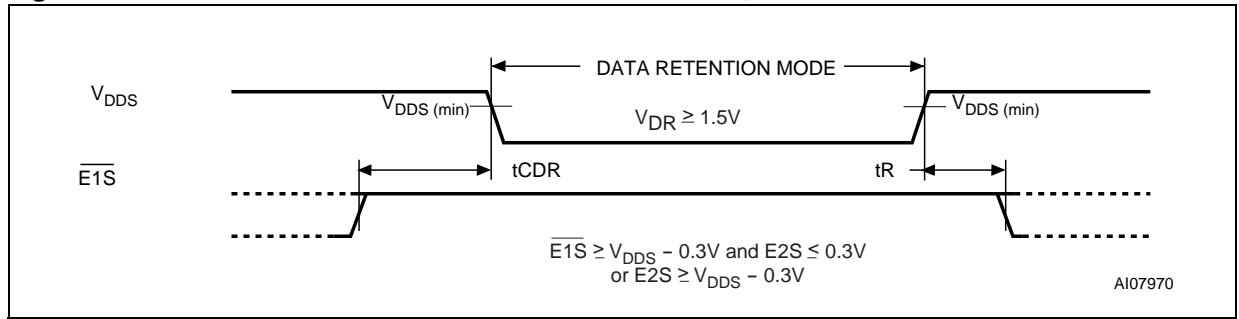 DATA RETENTION MODE
VDDS
VDDS (min)
VDR ≥ 1.5V
VDDS (min)
E1S
tCDR
tR
E1S ≥ VDDS – 0.3V and E2S ≤ 0.3V
or E2S ≥ VDDS – 0.3V
AI07970